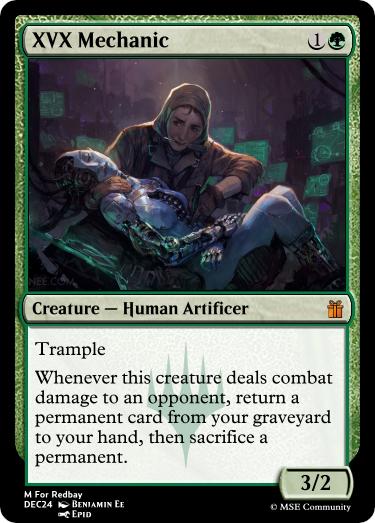 XVX Mechanic 1
Creature — Human Artificer
Trample
Whenever this creature deals combat
damage to an opponent, return a
permanent card from your graveyard
to your hand, then sacrifice a
permanent.
3/2
M For Redbay
DEC24 Benjamin Ee
Epid
© MSE Community